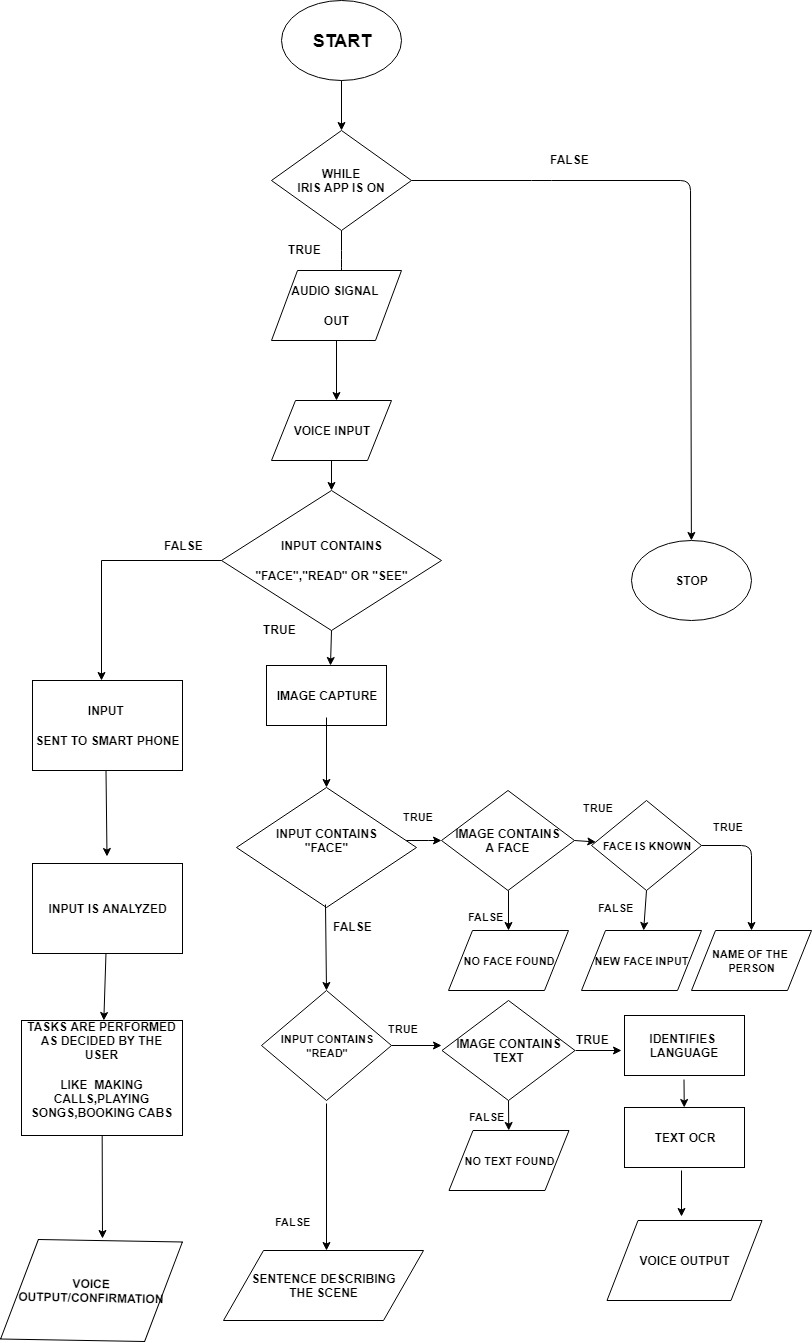 START
WHILE
IRIS APP IS ON
FALSE
TRUE
AUDIO SIGNAL
OUT
VOICE INPUT
FALSE
INPUT CONTAINS
"FACE","READ" OR "SEE"
STOP
TRUE
INPUT
SENT TO SMART PHONE
IMAGE CAPTURE
INPUT CONTAINS
"FACE"
TRUE
IMAGE CONTAINS
A FACE
TRUE
FACE IS KNOWN
TRUE
INPUT IS ANALYZED
FALSE
FALSE
FALSE
NO FACE FOUND
NEW FACE INPUT
NAME OF THE
PERSON
TASKS ARE PERFORMED
AS DECIDED BY THE
USER
LIKE  MAKING
CALLS,PLAYING
SONGS,BOOKING CABS
INPUT CONTAINS
"READ"
TRUE
IMAGE CONTAINS
TEXT
TRUE
IDENTIFIES
LANGUAGE
FALSE
NO TEXT FOUND
TEXT OCR
FALSE
VOICE
OUTPUT/CONFIRMATION
SENTENCE DESCRIBING
THE SCENE
VOICE OUTPUT